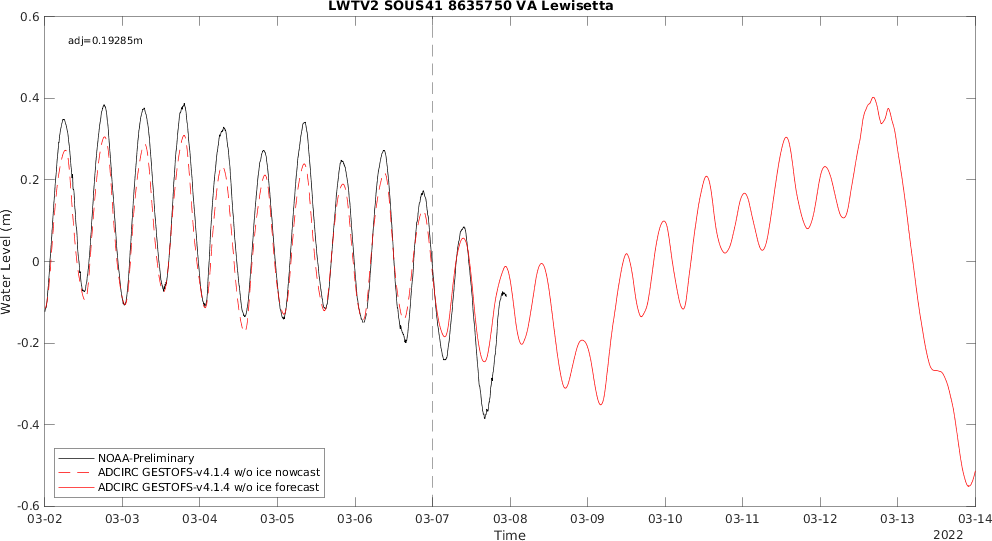 LWTV2 SOUS41 8635750 VA Lewisetta
adj=0.19285m
0.6
0.4
0.2
0
-0.2
-0.4
-0.6
Water Level (m)
NOAA-Preliminary
ADCIRC GESTOFS-v4.1.4 w/o ice nowcast
ADCIRC GESTOFS-v4.1.4 w/o ice forecast
03-02 03-03 03-04 03-05 03-06 03-07 03-08 03-09 03-10 03-11 03-12 03-13 03-14
Time
2022